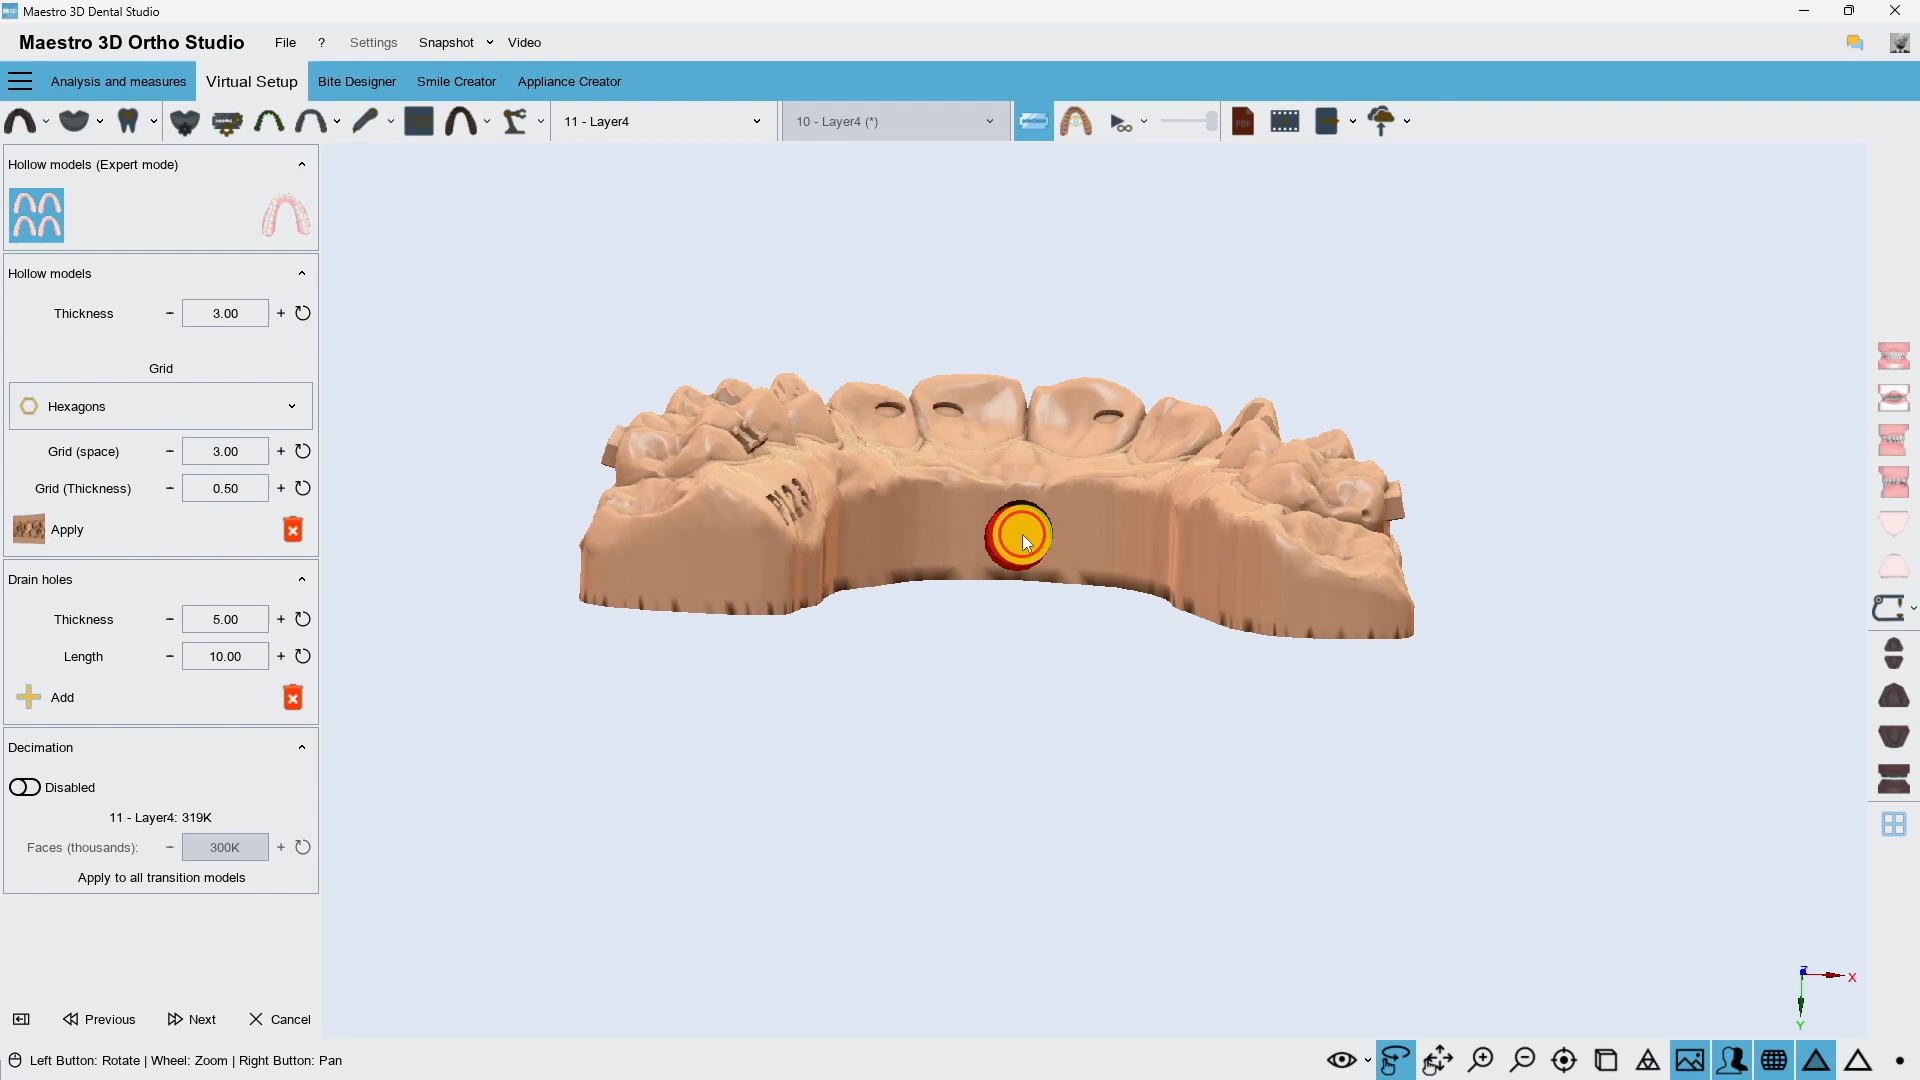 Maestro 3D Dental Studio
Maestro 3D Ortho Studio
File ? Settings Snapshot Video
Analysis and measures Virtual Setup Bite Designer Smile Creator Appliance Creator
11 - Layer4
10 - Layer4 (*)
PDF
Hollow models (Expert mode)
Hollow models
Thickness - 3.00 +
Grid
Hexagons
Grid (space) - 3.00 +
Grid (Thickness) - 0.50 +
Apply
Drain holes
Thickness - 5.00 +
Length - 10.00 +
Add
Decimation
Disabled
11 - Layer4: 319K
Faces (thousands): - 300K +
Apply to all transition models
Z
X
Y
Previous Next Cancel
Left Button: Rotate | Wheel: Zoom | Right Button: Pan